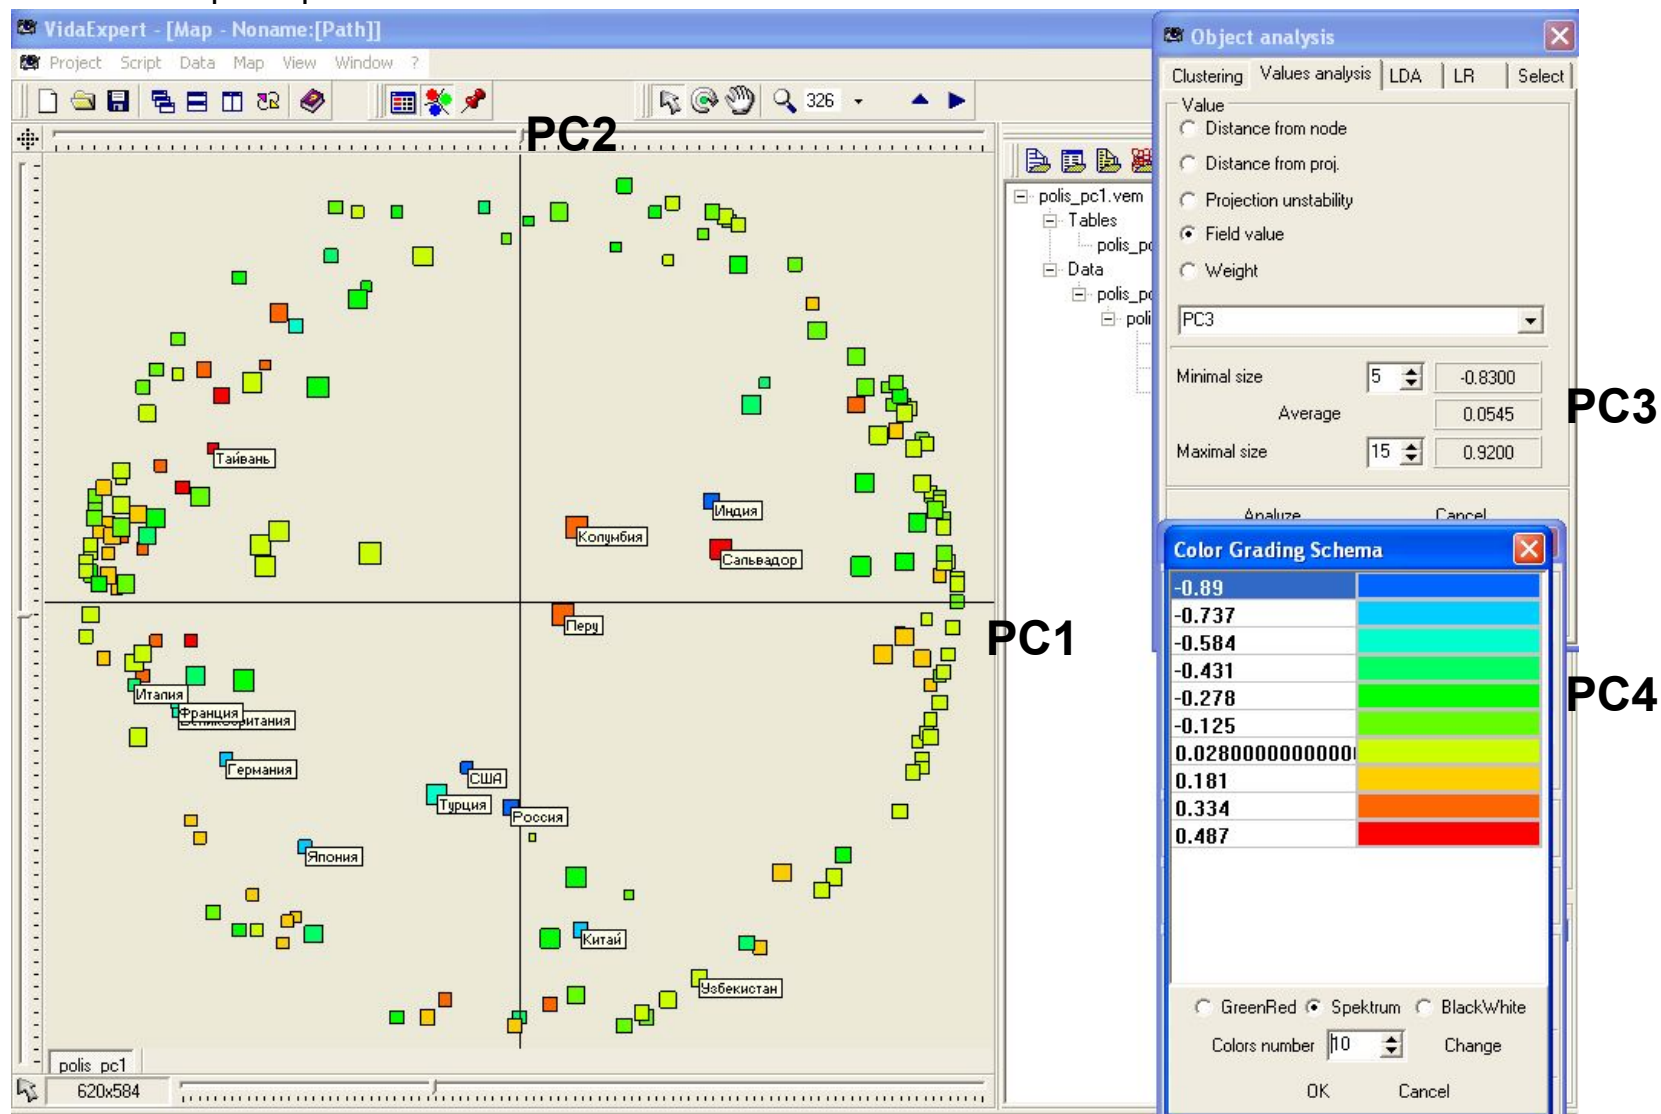 VidaExpert - [Map - Noname:[Path]]
Project Script Data Map View Window ?
326
PC2
PC1
Тайвань
Колумбия
Индия
Сальвадор
Перу
Италия
Франция
Великобритания
Германия
США
Турция
Россия
Япония
Китай
Узбекистан
polis_pc1
620x584
polis_pc1.vem
Tables
Data
Object analysis
Clustering Values analysis LDA LR Select
Value
Distance from node
Distance from proj.
Projection unstability
Field value
Weight
PC3
Minimal size 5 -0.8300
Average 0.0545
Maximal size 15 0.9200
Analyze Cancel
PC3
Color Grading Schema
-0.89
-0.737
-0.584
-0.431
-0.278
-0.125
0.181
0.334
0.487
PC4
GreenRed Spektrum BlackWhite
Colors number 10 Change
OK Cancel